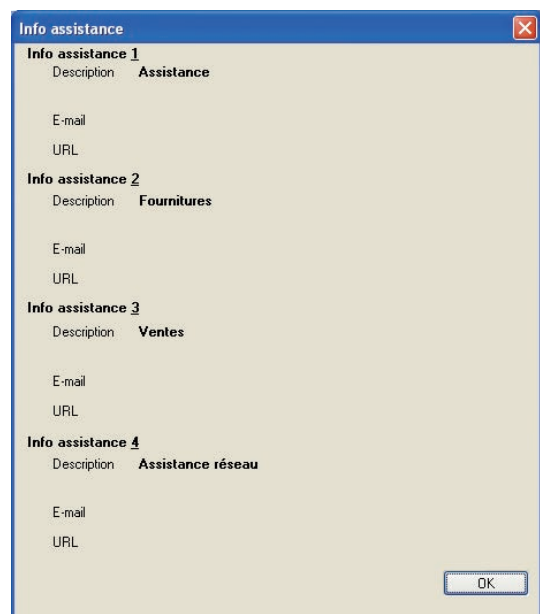 Info assistance
Info assistance 1
Description Assistance
E-mail
URL
Info assistance 2
Description Fournitures
E-mail
URL
Info assistance 3
Description Ventes
E-mail
URL
Info assistance 4
Description Assistance réseau
E-mail
URL
OK